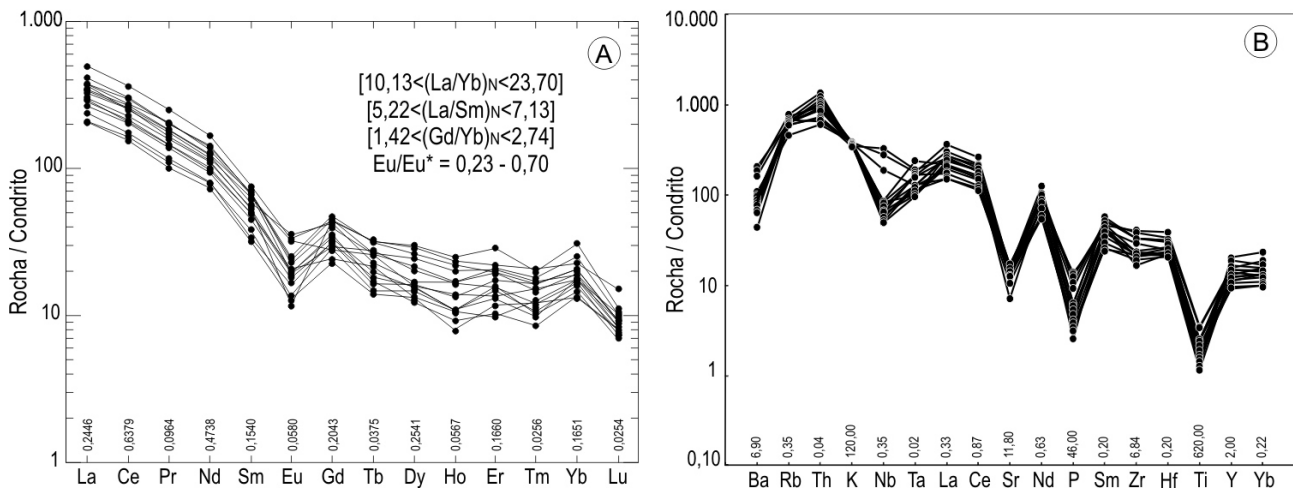 A
[10,13<(La/Yb)N<23,70]
[5,22<(La/Sm)N<7,13]
[1,42<(Gd/Yb)N<2,74]
Eu/Eu* = 0,23 - 0,70
Rocha / Condrito
1.000
100
10
1
0,2446 0,6379 0,0964 0,4738 0,1540 0,0580 0,2043 0,0375 0,2541 0,0567 0,1660 0,0256 0,1651 0,0254
La Ce Pr Nd Sm Eu Gd Tb Dy Ho Er Tm Yb Lu
B
Rocha / Condrito
10.000
1.000
100
10
1
0,10
6,90 0,35 0,04 120,00 0,35 0,02 0,33 0,87 11,80 0,63 46,00 0,20 6,84 0,20 620,00 2,00 0,22
Ba Rb Th K Nb Ta La Ce Sr Nd P Sm Zr Hf Ti Y Yb